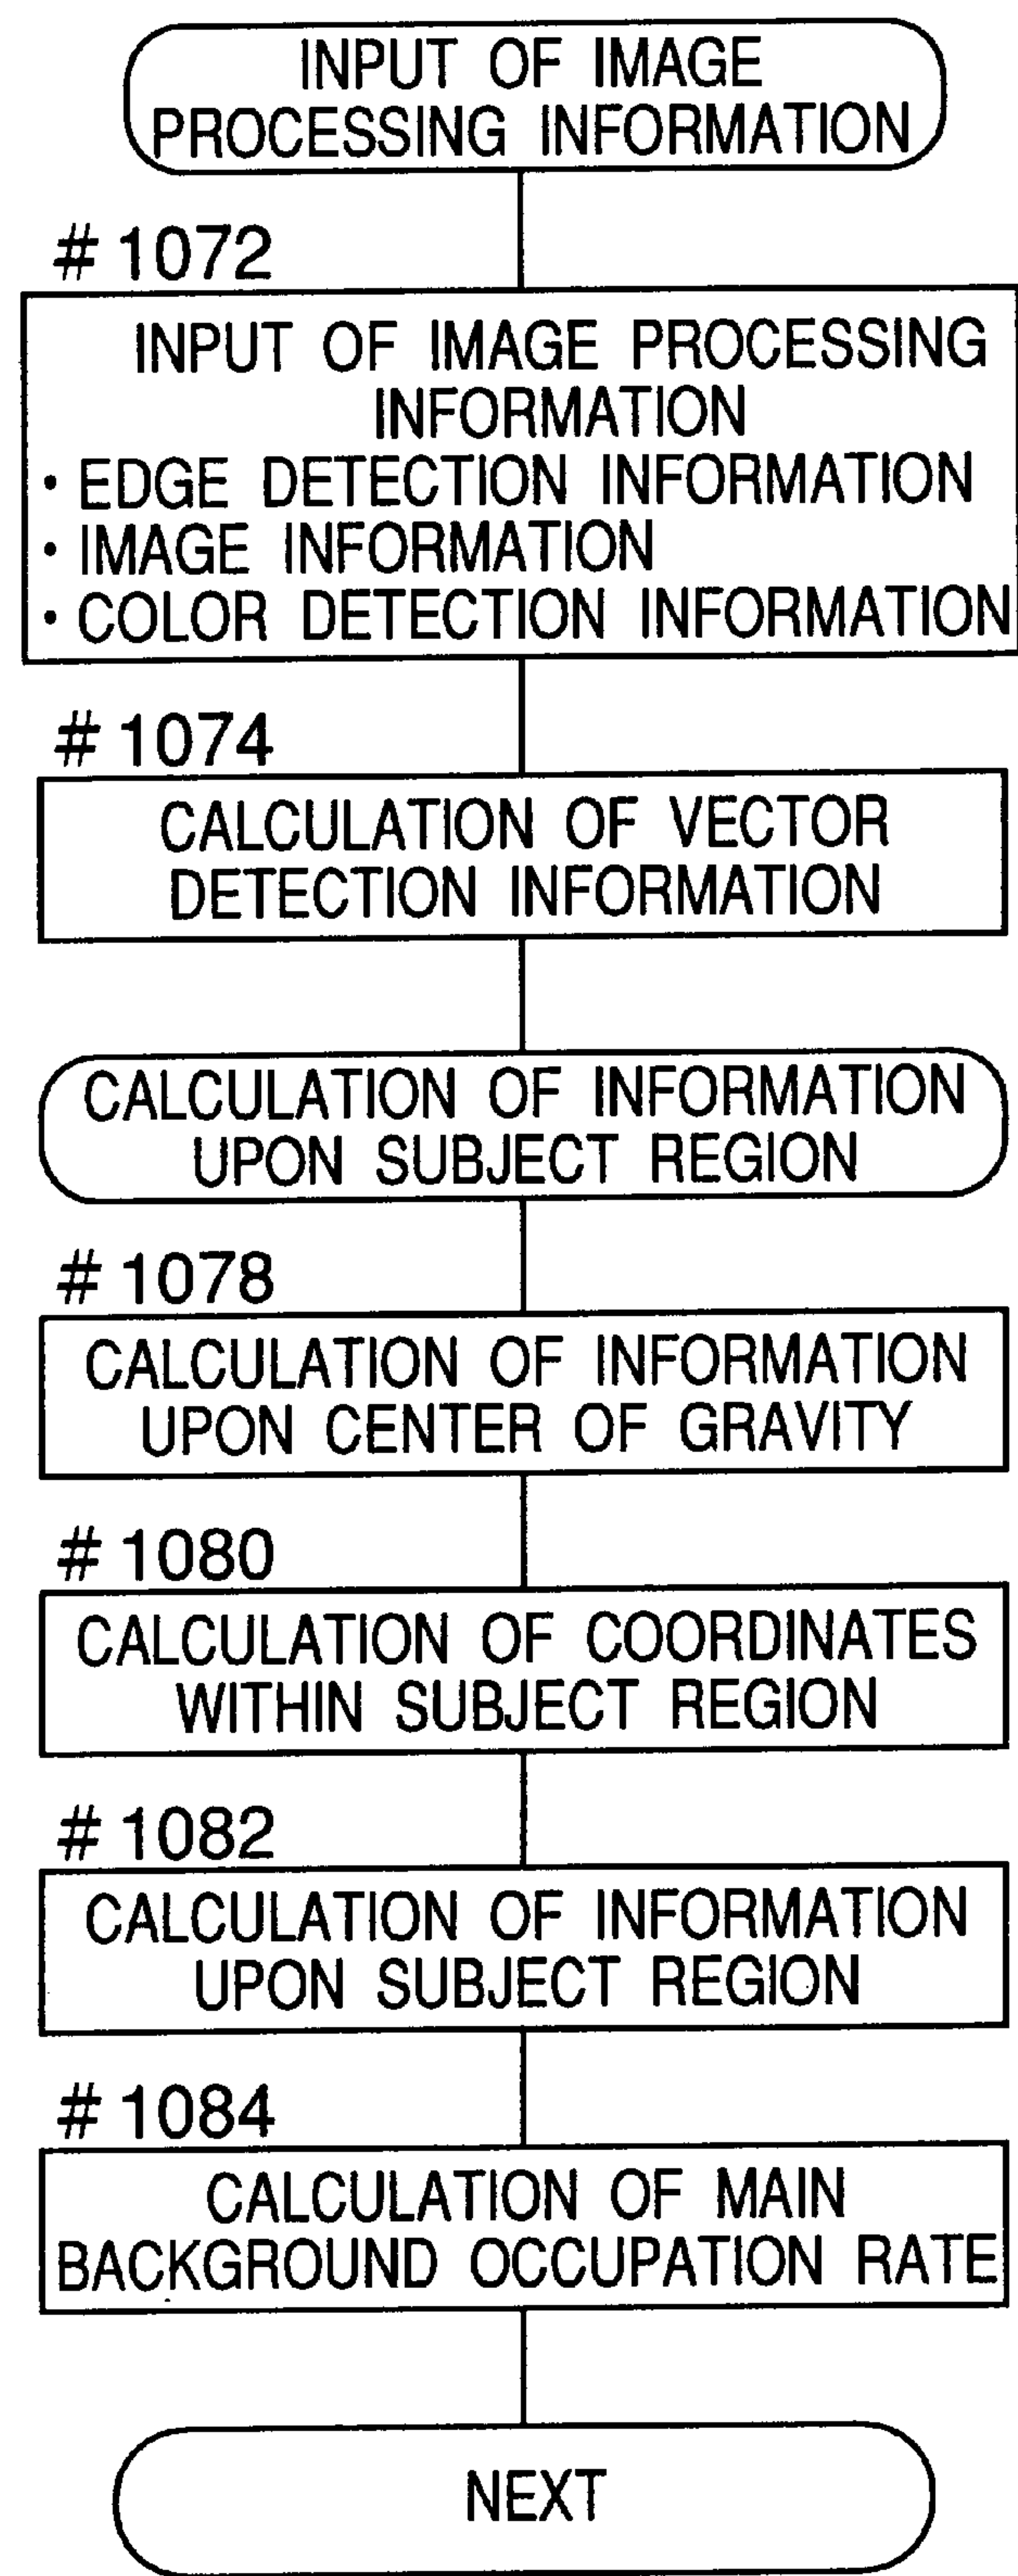 INPUT OF IMAGE
PROCESSING INFORMATION
# 1072
INPUT OF IMAGE PROCESSING
INFORMATION
· EDGE DETECTION INFORMATION
· IMAGE INFORMATION
· COLOR DETECTION INFORMATION
# 1074
CALCULATION OF VECTOR
DETECTION INFORMATION
CALCULATION OF INFORMATION
UPON SUBJECT REGION
# 1078
CALCULATION OF INFORMATION
UPON CENTER OF GRAVITY
# 1080
CALCULATION OF COORDINATES
WITHIN SUBJECT REGION
# 1082
CALCULATION OF INFORMATION
UPON SUBJECT REGION
# 1084
CALCULATION OF MAIN
BACKGROUND OCCUPATION RATE
NEXT